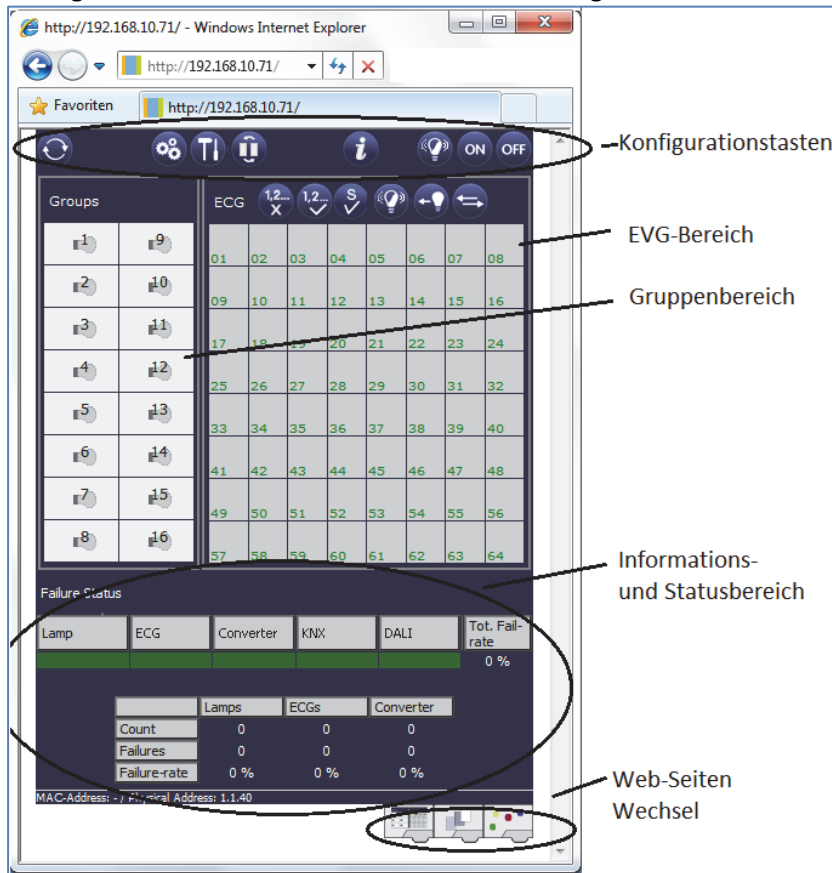 http://192.168.10.71/ - Windows Internet Explorer
http://192.168.10.71/
Favoriten http://192.168.10.71/
i ON OFF
Konfigurationstasten
Groups ECG 1,2... X 1,2... S
1 9
01 02 03 04 05 06 07 08
EVG-Bereich
2 10
09 10 11 12 13 14 15 16
Gruppenbereich
3 11
17 18 19 20 21 22 23 24
4 12
25 26 27 28 29 30 31 32
5 13
33 34 35 36 37 38 39 40
6 14
41 42 43 44 45 46 47 48
7 15
49 50 51 52 53 54 55 56
8 16
57 58 59 60 61 62 63 64
Informations-
und Statusbereich
Failure Status
Lamp ECG Converter KNX DALI Tot. Fail-
rate
0 %
Lamps ECGs Converter
Count 0 0 0
Failures 0 0 0
Failure-rate 0 % 0 % 0 %
MAC-Address: - / Physical Address: 1.1.40
Web-Seiten
Wechsel